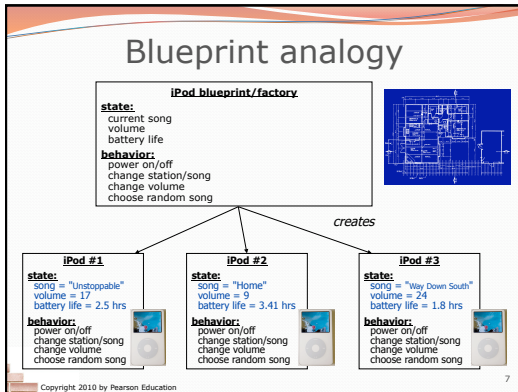 Blueprint analogy
iPod blueprint/factory
state:
current song
volume
battery life
behavior:
power on/off
change station/song
change volume
choose random song
creates
iPod #1
state:
song = "Unstoppable"
volume = 17
battery life = 2.5 hrs
behavior:
power on/off
change station/song
change volume
choose random song
iPod #2
state:
song = "Home"
volume = 9
battery life = 3.41 hrs
behavior:
power on/off
change station/song
change volume
choose random song
iPod #3
state:
song = "Way Down South"
volume = 24
battery life = 1.8 hrs
behavior:
power on/off
change station/song
change volume
choose random song
Copyright 2010 by Pearson Education
7